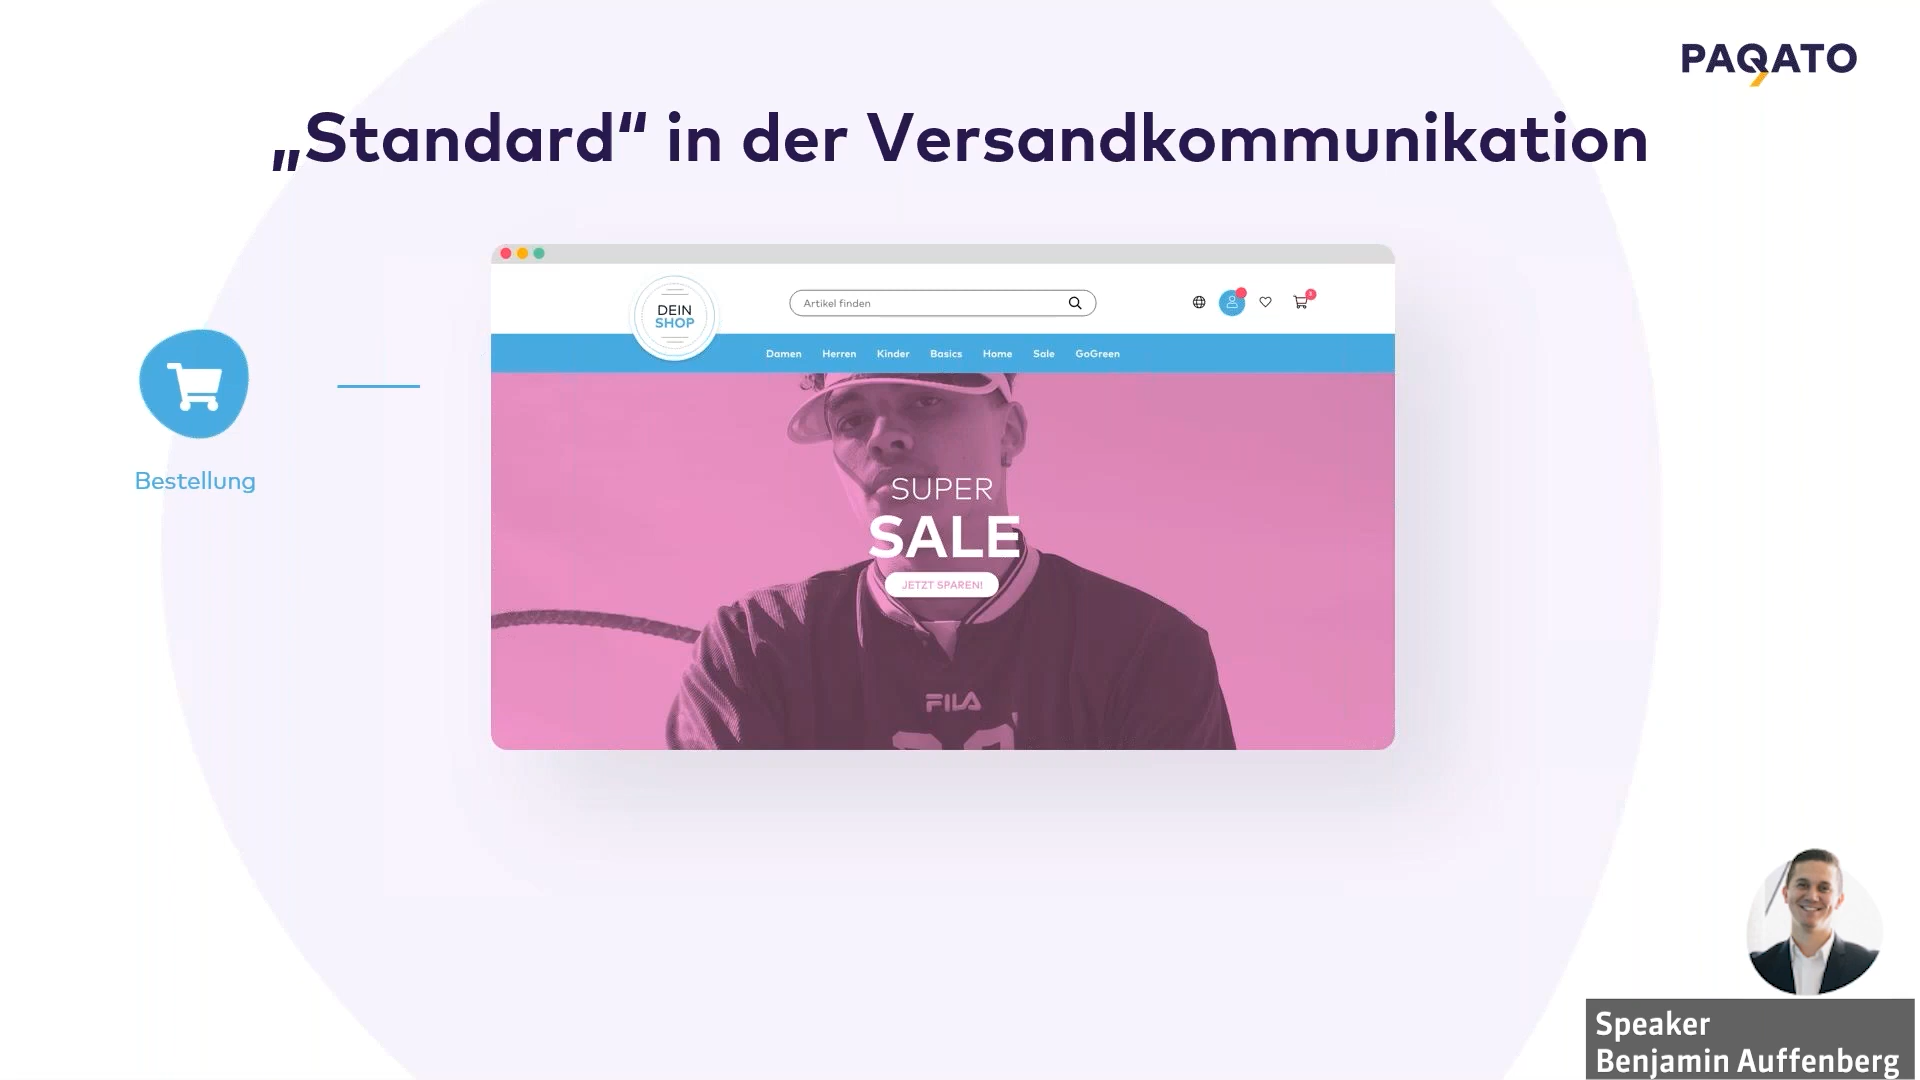 PAQATO
„Standard“ in der Versandkommunikation
DEIN
SHOP
Artikel finden
Damen Herren Kinder Basics Home Sale GoGreen
Bestellung
SUPER
SALE
JETZT SPAREN!
FILA
Speaker
Benjamin Auffenberg